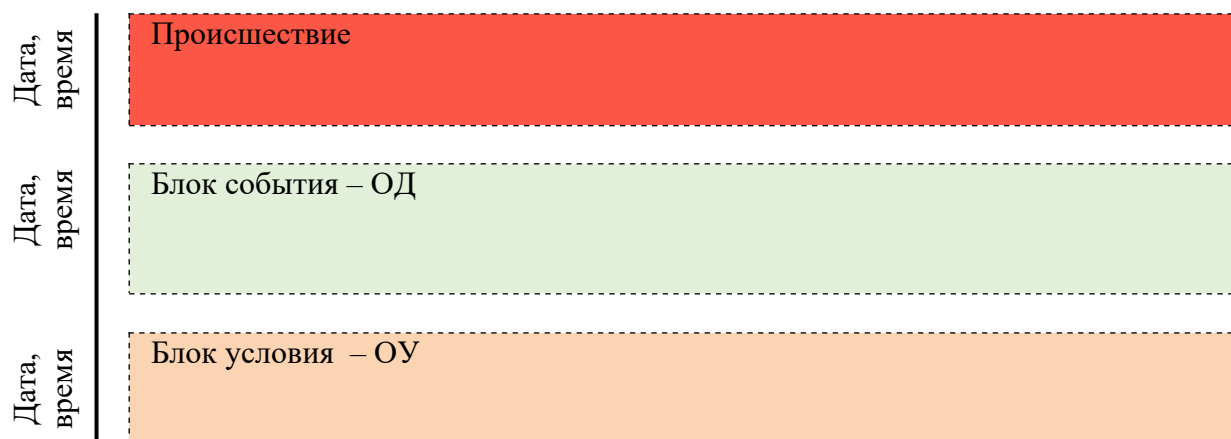 Дата,
время
Происшествие
Дата,
время
Блок события – ОД
Дата,
время
Блок условия – ОУ